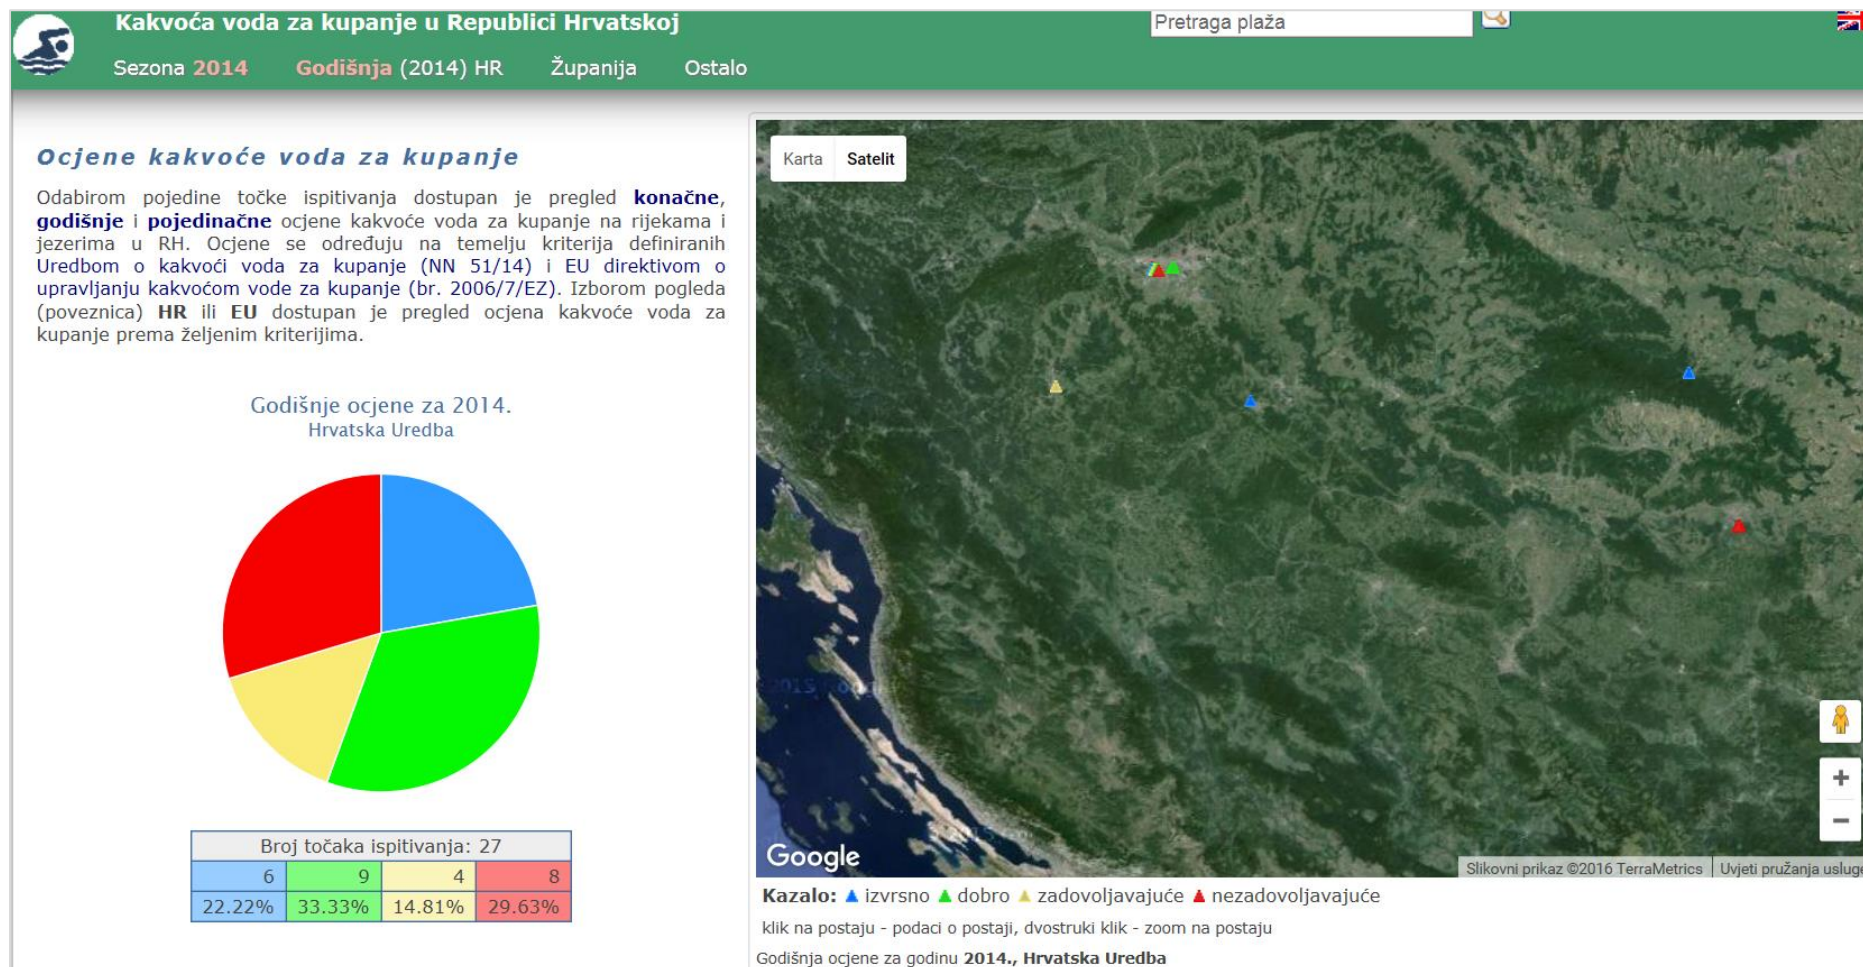 Kakvoća voda za kupanje u Republici Hrvatskoj
Pretraga plaža
Sezona 2014 Godišnja (2014) HR Županija Ostalo
Ocjene kakvoće voda za kupanje
Odabirom pojedine točke ispitivanja dostupan je pregled konačne,
godišnje i pojedinačne ocjene kakvoće voda za kupanje na rijekama i
jezerima u RH. Ocjene se određuju na temelju kriterija definiranih
Uredbom o kakvoći voda za kupanje (NN 51/14) i EU direktivom o
upravljanju kakvoćom vode za kupanje (br. 2006/7/EZ). Izborom pogleda
(poveznica) HR ili EU dostupan je pregled ocjena kakvoće voda za
kupanje prema željenim kriterijima.
Godišnje ocjene za 2014.
Hrvatska Uredba
Broj točaka ispitivanja: 27
6 9 4 8
22.22% 33.33% 14.81% 29.63%
Karta Satelit
+
−
Google
Slikovni prikaz ©2016 TerraMetrics Uvjeti pružanja usluge
Kazalo: izvrsno dobro zadovoljavajuće nezadovoljavajuće
klik na postaju - podaci o postaji, dvostruki klik - zoom na postaju
Godišnja ocjene za godinu 2014., Hrvatska Uredba